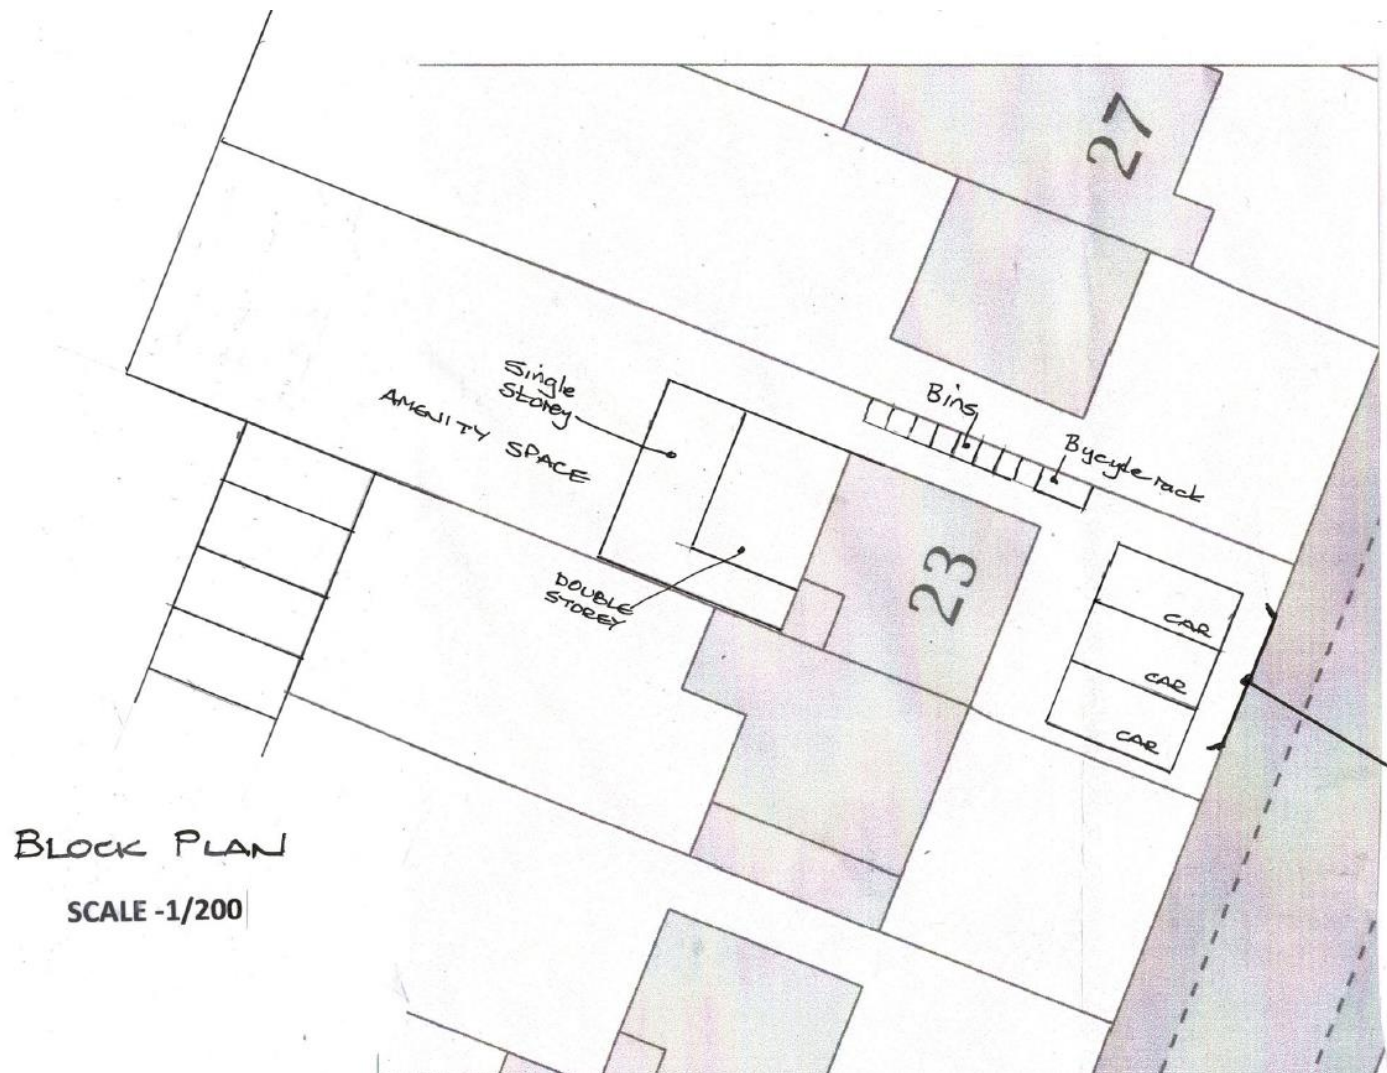 27
Single
Storey
AMENITY SPACE
Bins
Bycycle rack
23
DOUBLE
STOREY
CAR
CAR
CAR
BLOCK PLAN
SCALE -1/200